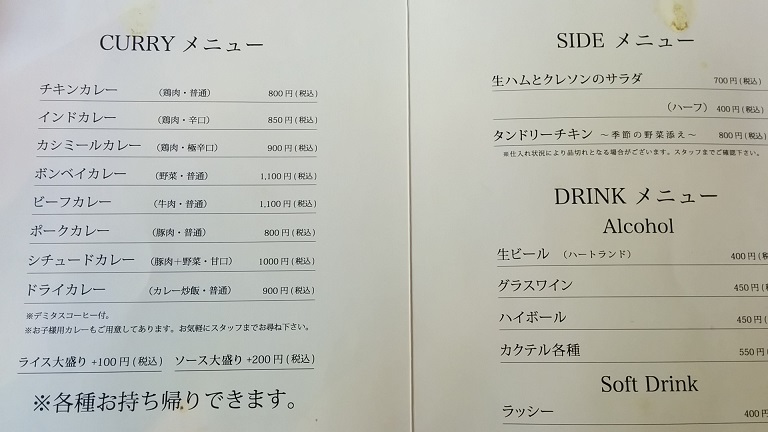 CURRY メニュー
チキンカレー （鶏肉・普通） 800円(税込)
インドカレー （鶏肉・辛口） 850円(税込)
カシミールカレー （鶏肉・極辛口） 900円(税込)
ボンベイカレー （野菜・普通） 1,100円(税込)
ビーフカレー （牛肉・普通） 1,100円(税込)
ポークカレー （豚肉・普通） 800円(税込)
シチュードカレー （豚肉＋野菜・甘口） 1000円(税込)
ドライカレー （カレー炒飯・普通） 900円(税込)
※デミタスコーヒー付。
※お子様用カレーもご用意してあります。お気軽にスタッフまでお尋ね下さい。
ライス大盛り +100円(税込) ソース大盛り +200円(税込)
※各種お持ち帰りできます。
SIDE メニュー
生ハムとクレソンのサラダ 700円(税込)
（ハーフ） 400円(税込)
タンドリーチキン ～季節の野菜添え～ 800円(税込)
※仕入れ状況により品切れとなる場合がございます。スタッフまでご確認下さい。
DRINK メニュー
Alcohol
生ビール （ハートランド） 400円(税
グラスワイン 450円(
ハイボール 450円(
カクテル各種 550円(
Soft Drink
ラッシー 400円